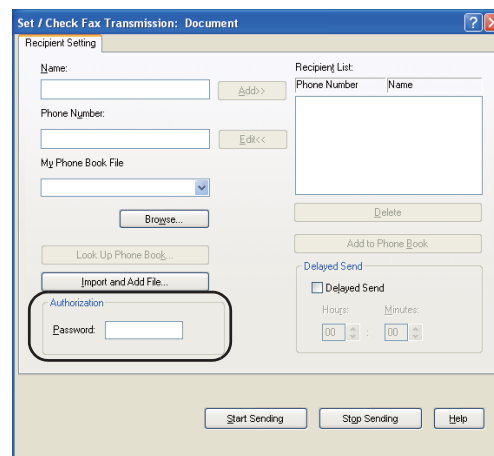 Set / Check Fax Transmission: Document
Recipient Setting
Name:
Add>>
Phone Number:
Edit<<
My Phone Book File
Browse...
Look Up Phone Book...
Import and Add File...
Authorization
Password:
Recipient List:
Phone Number Name
Delete
Add to Phone Book
Delayed Send
Delayed Send
Hours: Minutes:
00 : 00
Start Sending Stop Sending Help